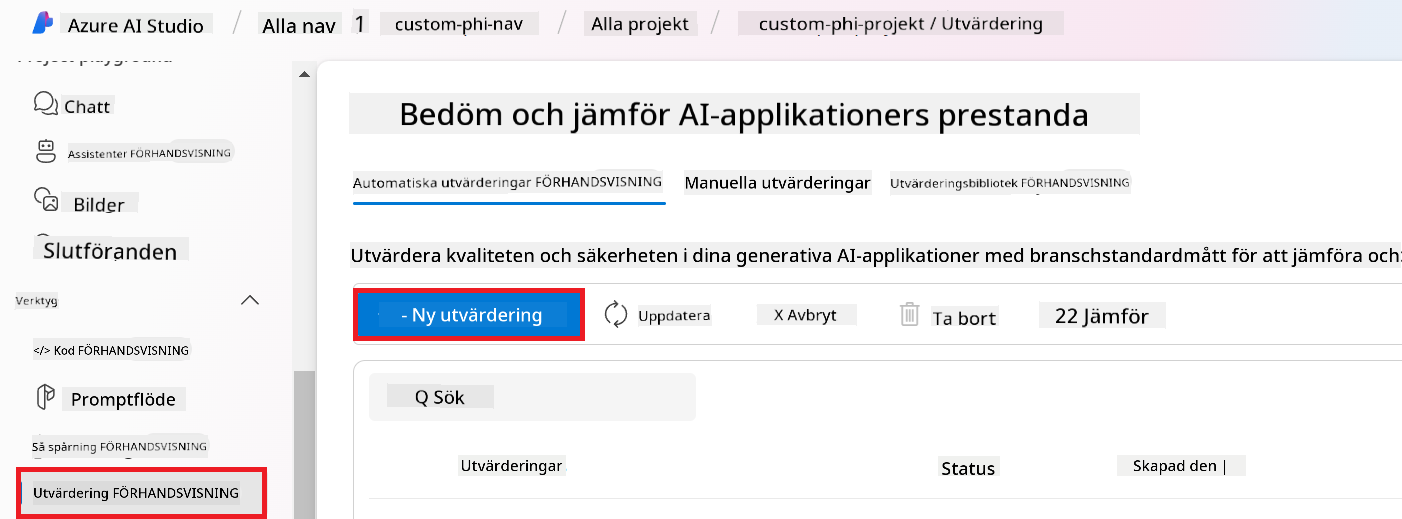 Azure AI Studio / Alla nav 1 custom-phi-nav / Alla projekt / custom-phi-projekt / Utvärdering
Project playground
Chatt
Assistenter FÖRHANDSVISNING
Bilder
Slutföranden
Verktyg
</> Kod FÖRHANDSVISNING
Promptflöde
Så spårning FÖRHANDSVISNING
Utvärdering FÖRHANDSVISNING
Bedöm och jämför AI-applikationers prestanda
Automatiska utvärderingar FÖRHANDSVISNING Manuella utvärderingar Utvärderingsbibliotek FÖRHANDSVISNING
Utvärdera kvaliteten och säkerheten i dina generativa AI-applikationer med branschstandardmått för att jämföra och
- Ny utvärdering Uppdatera X Avbryt Ta bort 22 Jämför
Q Sök
Utvärderingar Status Skapad den |